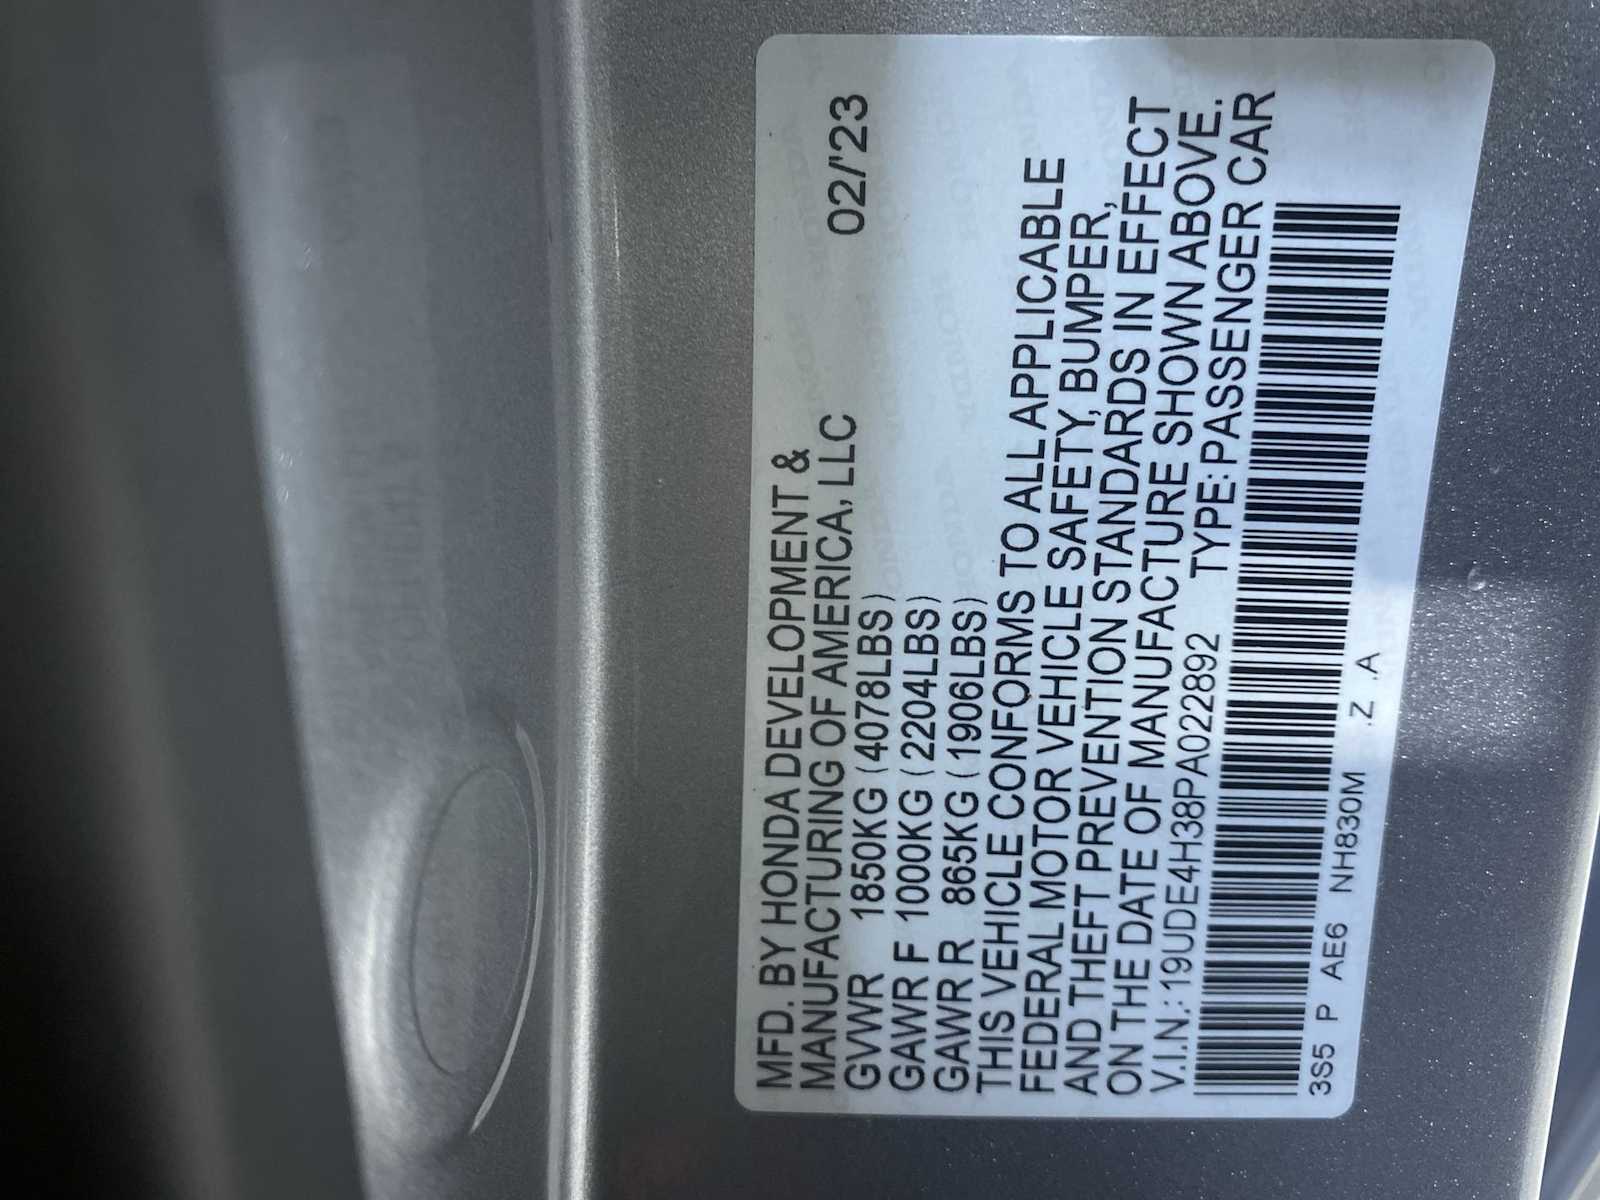 MFD. BY HONDA DEVELOPMENT &
MANUFACTURING OF AMERICA, LLC 02/'23
GVWR 1850KG (4078LBS)
GAWR F 1000KG (2204LBS)
GAWR R 865KG (1906LBS)
THIS VEHICLE CONFORMS TO ALL APPLICABLE
FEDERAL MOTOR VEHICLE SAFETY, BUMPER,
AND THEFT PREVENTION STANDARDS IN EFFECT
ON THE DATE OF MANUFACTURE SHOWN ABOVE.
V.I.N.: 19UDE4H38PA022892 TYPE: PASSENGER CAR
3S5 P AE6 NH830M .Z .A